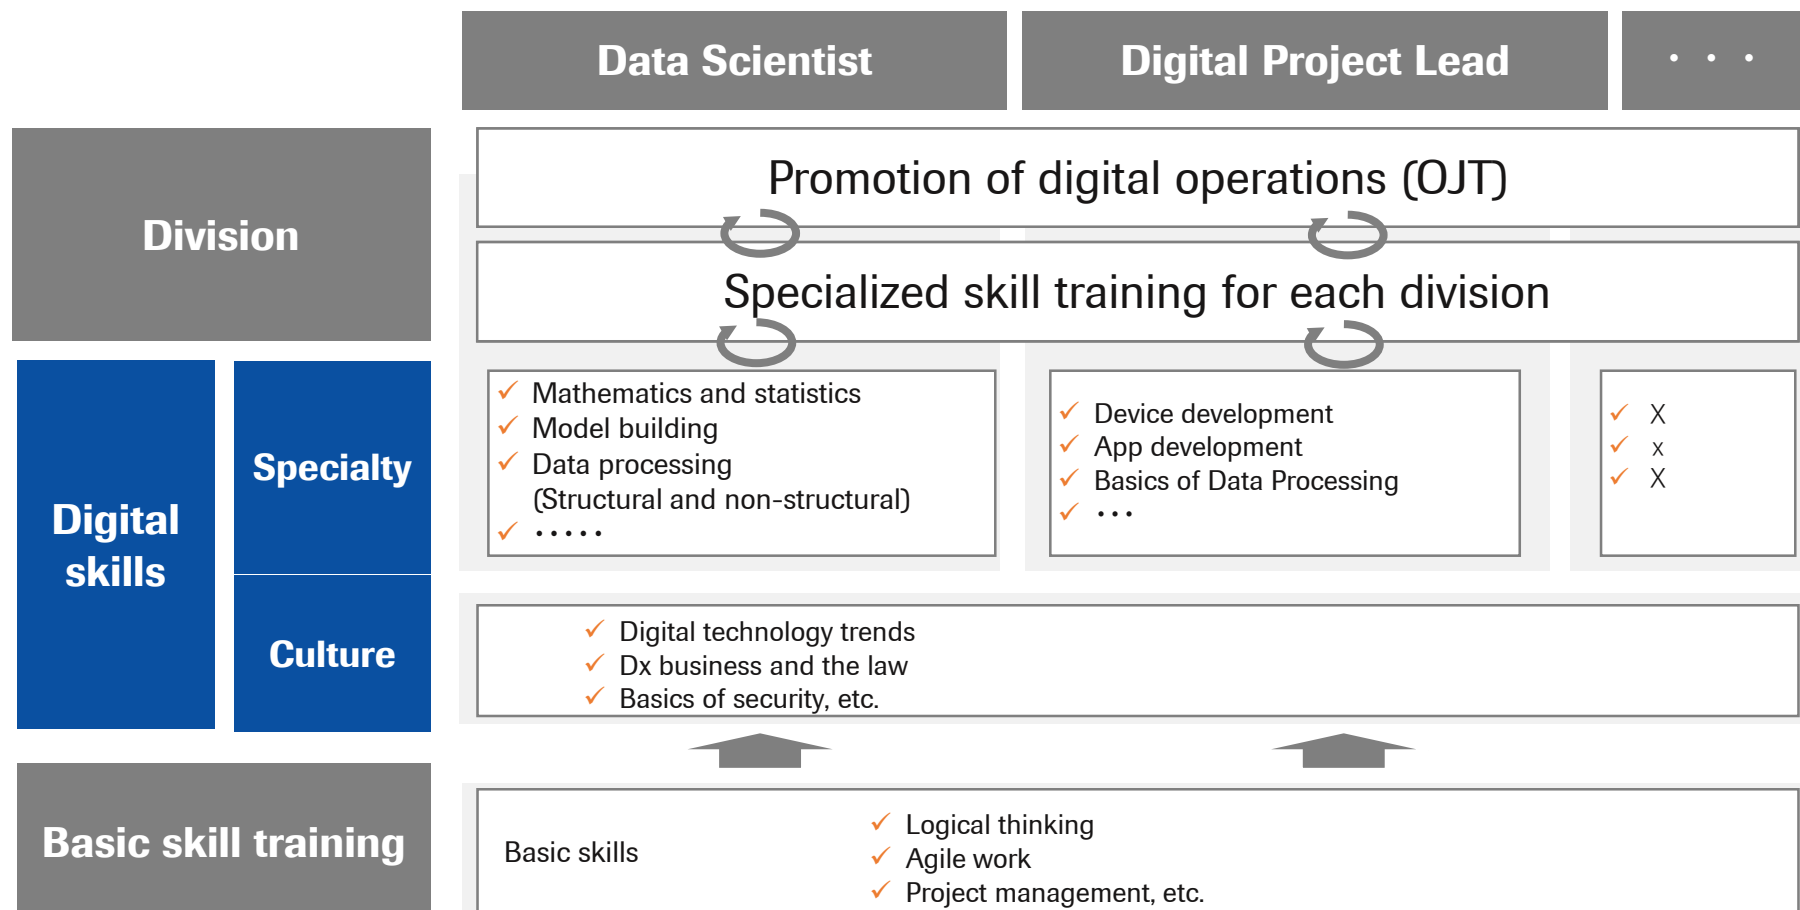 Data Scientist
Digital Project Lead
・・・
Division
Promotion of digital operations (OJT)
Specialized skill training for each division
Digital
skills
Specialty
✓ Mathematics and statistics
✓ Model building
✓ Data processing
(Structural and non-structural)
✓ ・・・・・
✓ Device development
✓ App development
✓ Basics of Data Processing
✓ ・・・
✓ X
✓ x
✓ X
Culture
✓ Digital technology trends
✓ Dx business and the law
✓ Basics of security, etc.
Basic skill training
Basic skills
✓ Logical thinking
✓ Agile work
✓ Project management, etc.